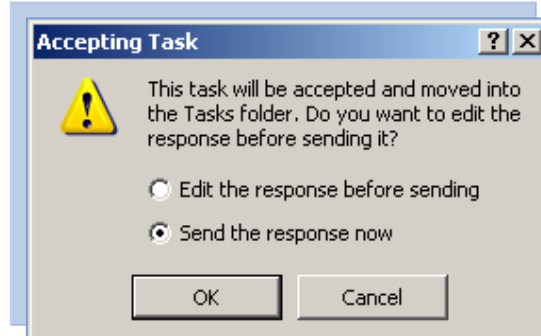 Accepting Task
This task will be accepted and moved into
the Tasks folder. Do you want to edit the
response before sending it?
Edit the response before sending
Send the response now
OK Cancel